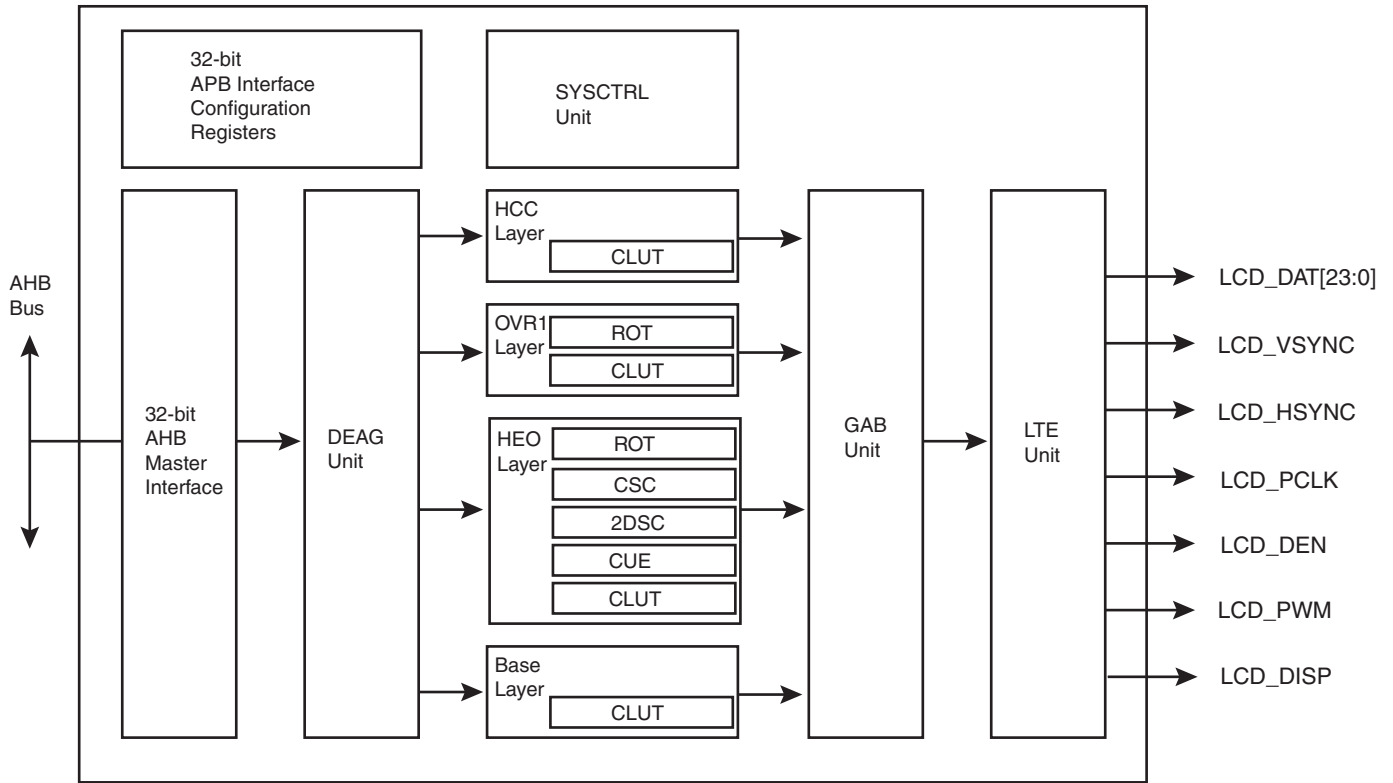 32-bit
APB Interface
Configuration
Registers
SYSCTRL
Unit
AHB
Bus
32-bit
AHB
Master
Interface
DEAG
Unit
HCC
Layer
CLUT
OVR1
Layer
ROT
CLUT
HEO
Layer
ROT
CSC
2DSC
CUE
CLUT
Base
Layer
CLUT
GAB
Unit
LTE
Unit
LCD_DAT[23:0]
LCD_VSYNC
LCD_HSYNC
LCD_PCLK
LCD_DEN
LCD_PWM
LCD_DISP